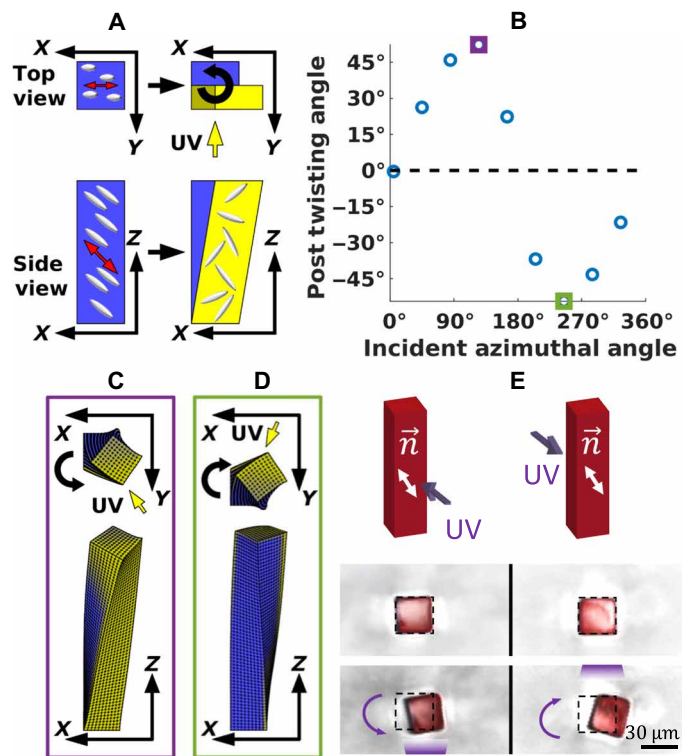 A
X
X
Top
view
Y
UV
Y
Side
view
Z
Z
X
X
B
Post twisting angle
45°
30°
15°
0°
−15°
−30°
−45°
0° 90° 180° 270° 360°
Incident azimuthal angle
C
X
UV
Y
Z
X
D
X
UV
Y
Z
X
E
n
UV
n
UV
30 μm